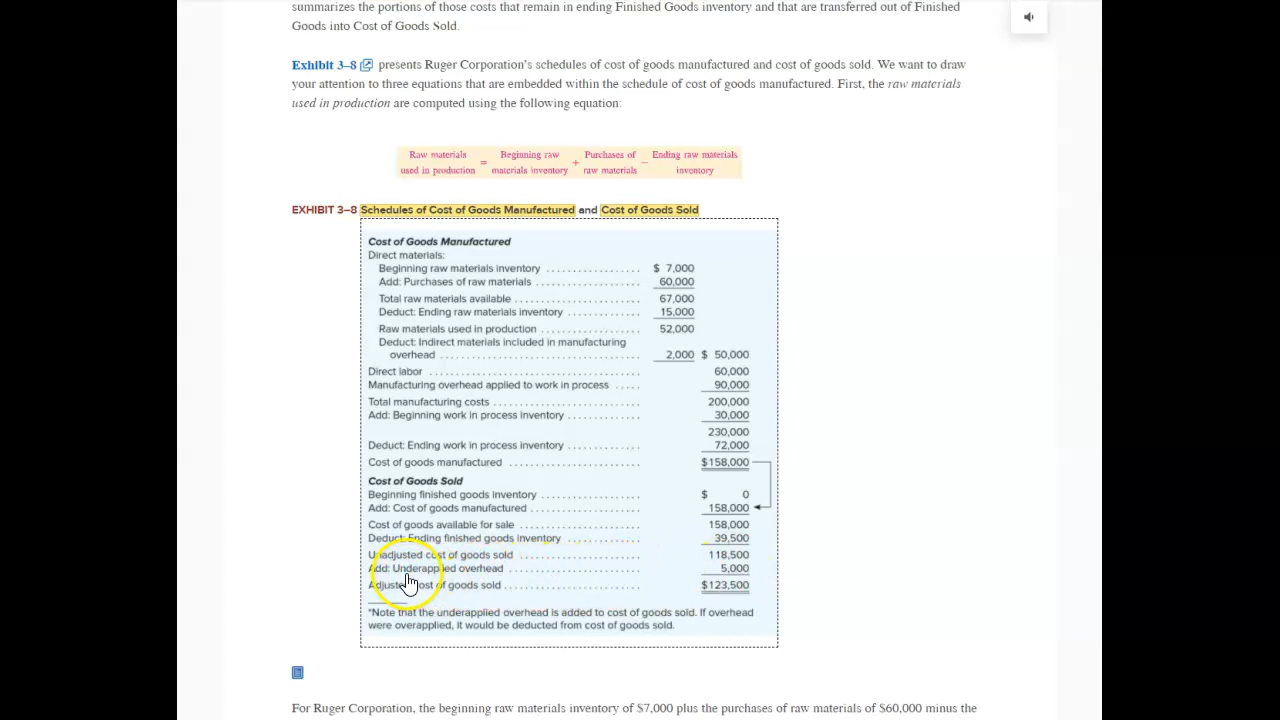 summarizes the portions of those costs that remain in ending Finished Goods inventory and that are transferred out of Finished
Goods into Cost of Goods Sold.
Exhibit 3–8 presents Ruger Corporation's schedules of cost of goods manufactured and cost of goods sold. We want to draw
your attention to three equations that are embedded within the schedule of cost of goods manufactured. First, the raw materials
used in production are computed using the following equation:
Raw materials used in production = Beginning raw materials inventory + Purchases of raw materials − Ending raw materials inventory
EXHIBIT 3–8 Schedules of Cost of Goods Manufactured and Cost of Goods Sold
Cost of Goods Manufactured
Direct materials:
Beginning raw materials inventory .................. $ 7,000
Add: Purchases of raw materials .................... 60,000
Total raw materials available ...................... 67,000
Deduct: Ending raw materials inventory ............. 15,000
Raw materials used in production ................... 52,000
Deduct: Indirect materials included in manufacturing
overhead .................................. 2,000 $ 50,000
Direct labor ...................................... 60,000
Manufacturing overhead applied to work in process ..... 90,000
Total manufacturing costs .......................... 200,000
Add: Beginning work in process inventory ............. 30,000
230,000
Deduct: Ending work in process inventory ............. 72,000
Cost of goods manufactured ....................... $158,000
Cost of Goods Sold
Beginning finished goods inventory .................. $ 0
Add: Cost of goods manufactured .................... 158,000
Cost of goods available for sale ..................... 158,000
Deduct: Ending finished goods inventory ............. 39,500
Unadjusted cost of goods sold ..................... 118,500
Add: Underapplied overhead ....................... 5,000
Adjusted cost of goods sold ........................ $123,500
*Note that the underapplied overhead is added to cost of goods sold. If overhead
were overapplied, it would be deducted from cost of goods sold.
For Ruger Corporation, the beginning raw materials inventory of $7,000 plus the purchases of raw materials of $60,000 minus the